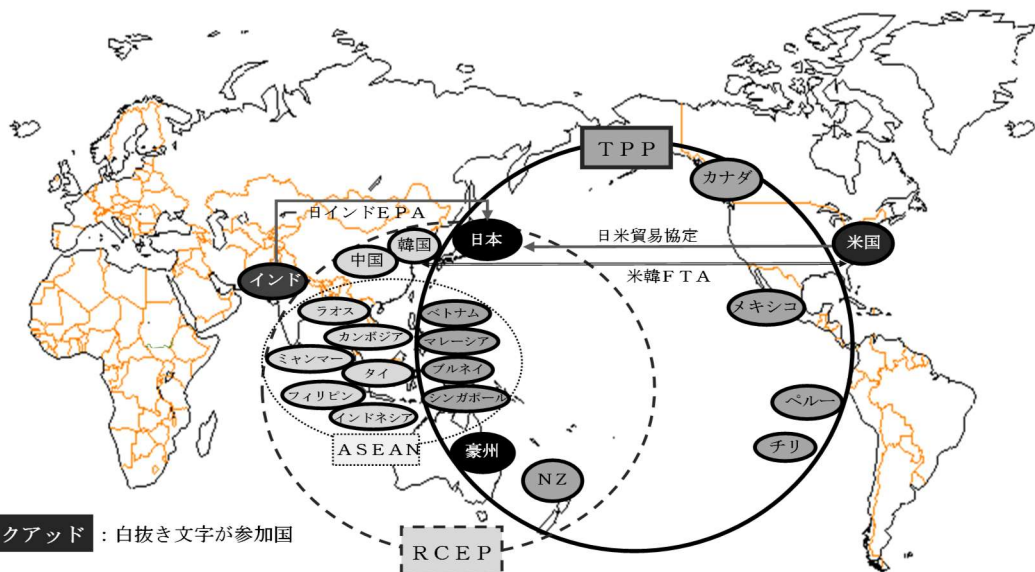 ＴＰＰ
カナダ
日インドＥＰＡ
日本
日米貿易協定
米国
韓国
中国
米韓ＦＴＡ
インド
メキシコ
ラオス
ベトナム
カンボジア
マレーシア
ミャンマー
タイ
ブルネイ
フィリピン
シンガポール
インドネシア
ペルー
ＡＳＥＡＮ
豪州
チリ
ＮＺ
クアッド：白抜き文字が参加国
ＲＣＥＰ